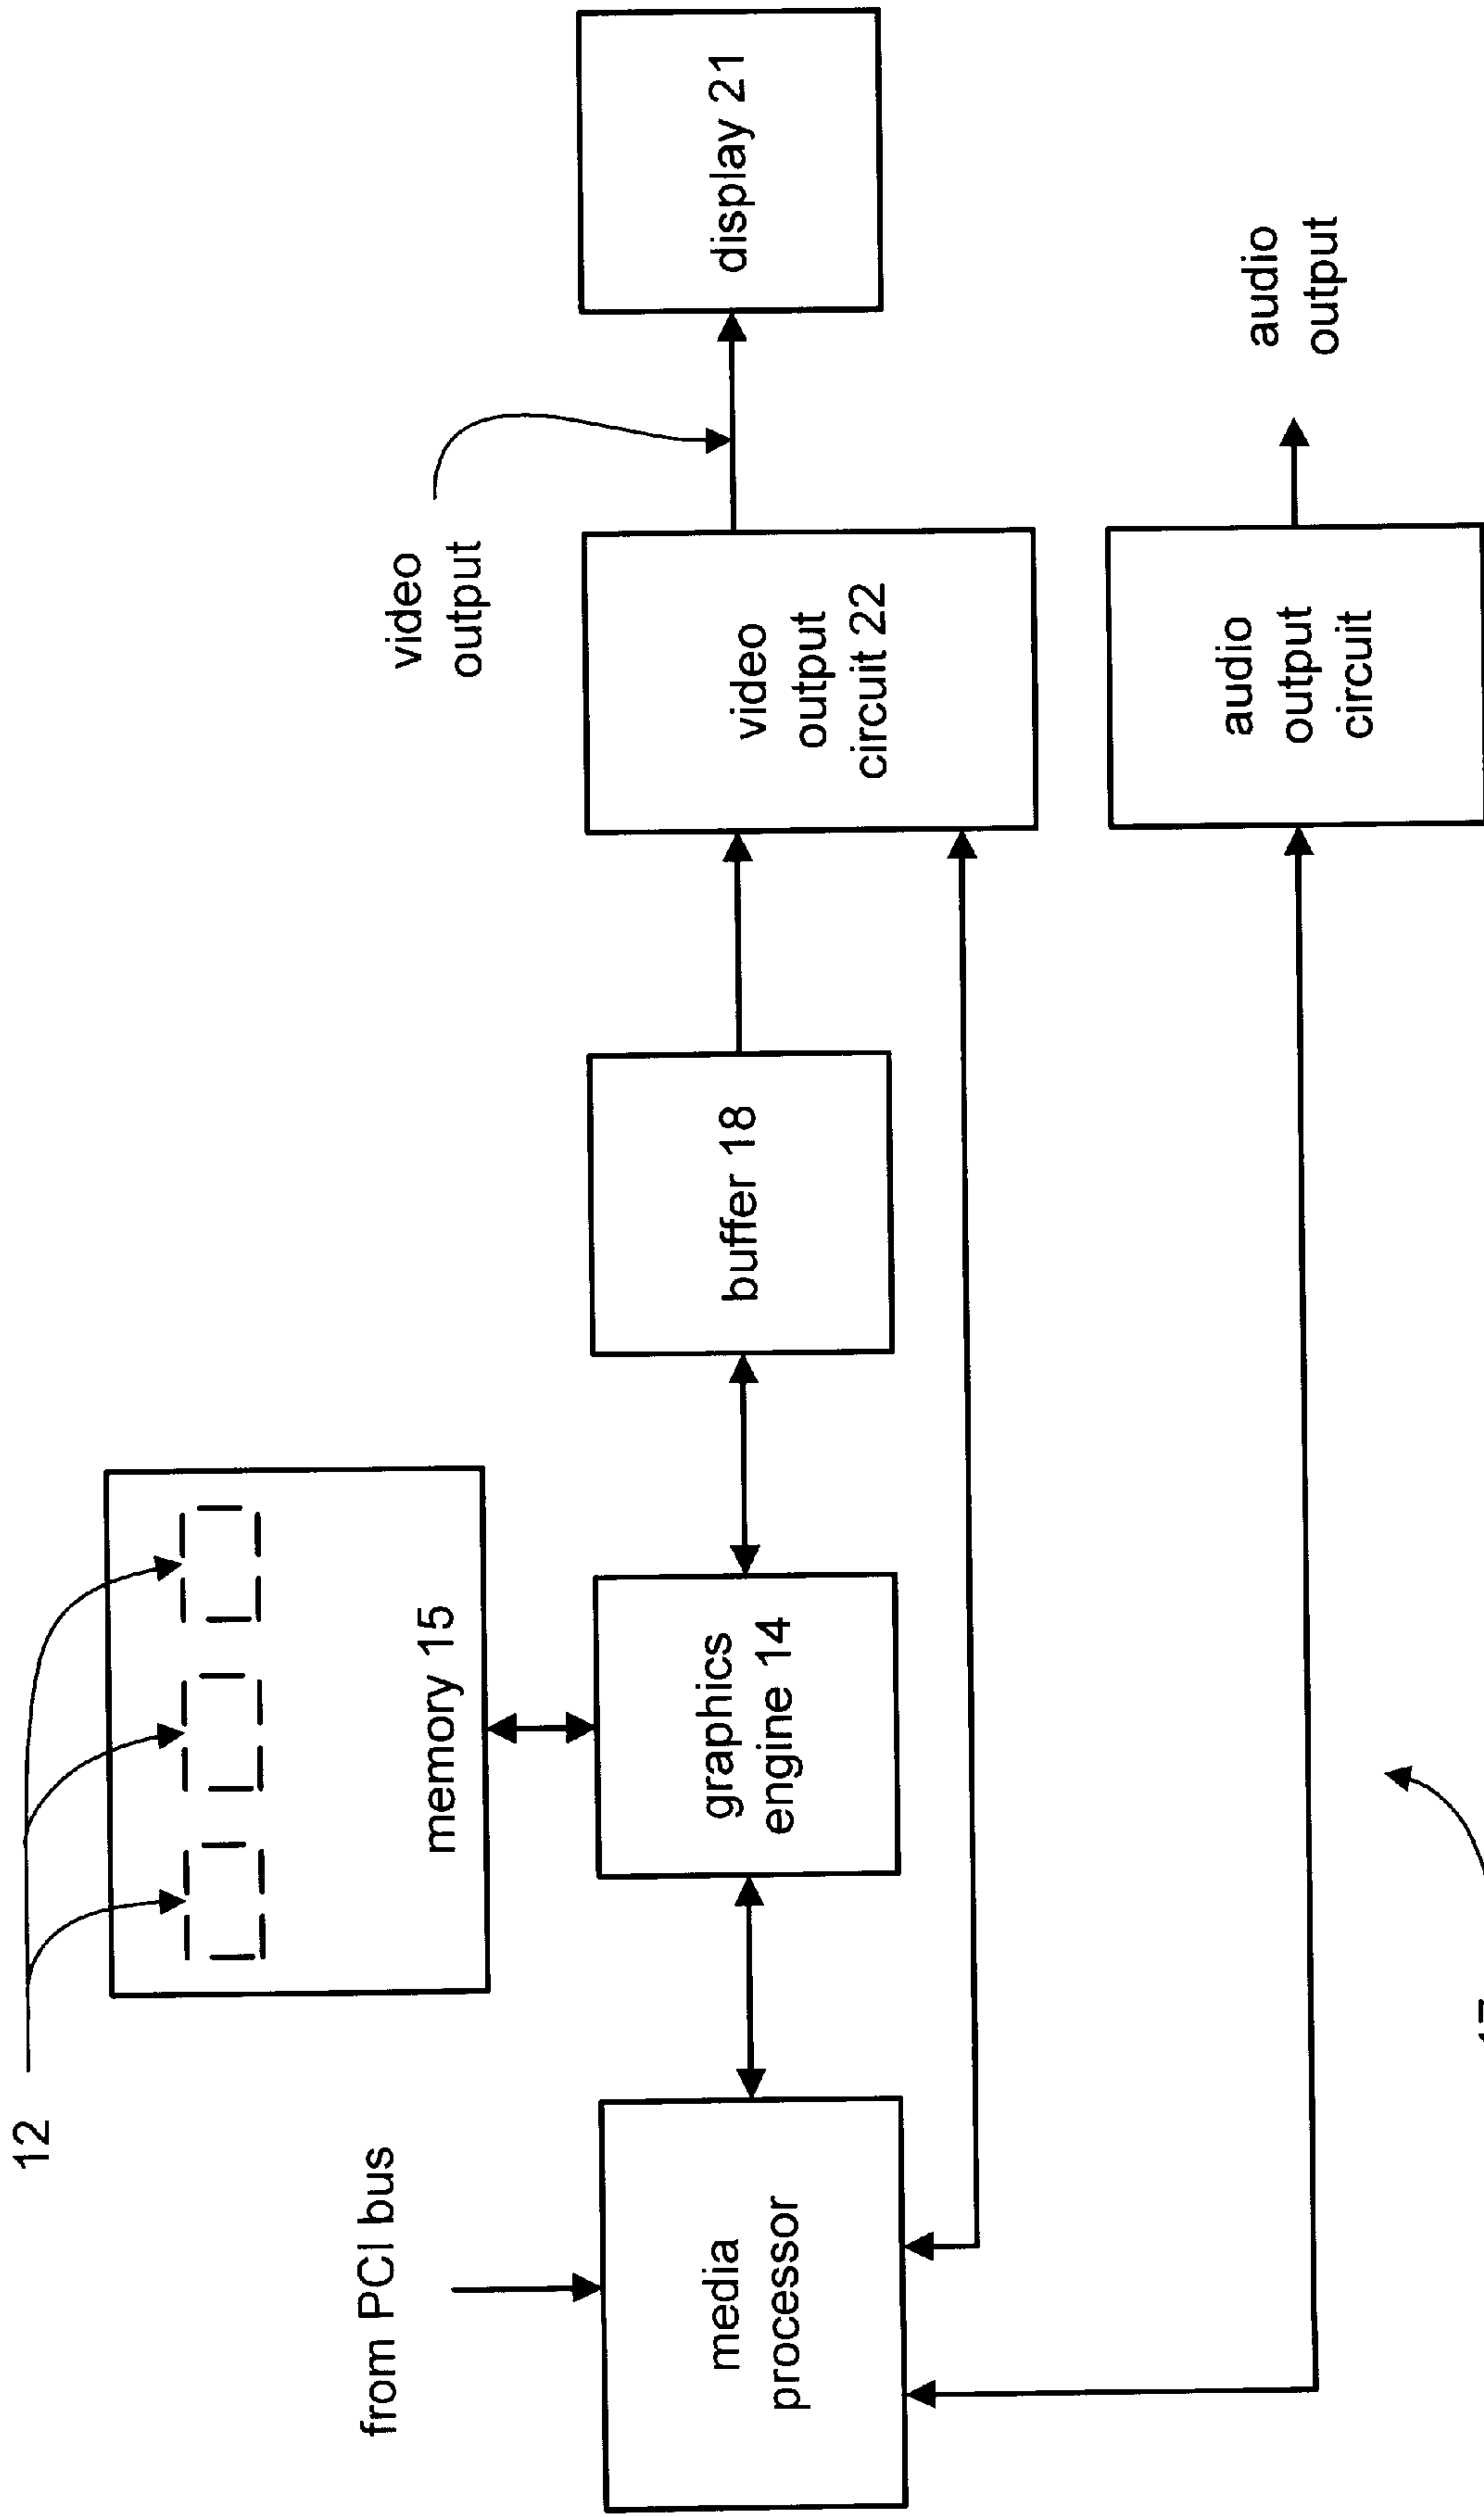 12
from PCI bus
memory 15
video
output
media
processor
graphics
engine 14
buffer 18
video
output
circuit 22
display 21
audio
output
circuit
audio
output